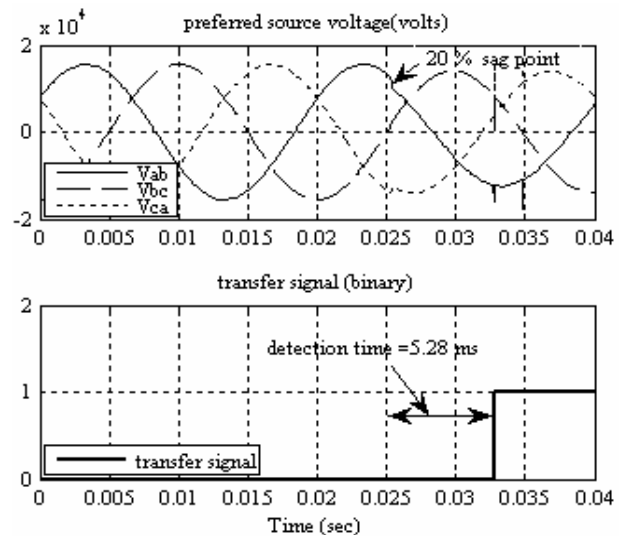 preferred source voltage(volts)
x 10⁴
2
20 % sag point
0
Vab
Vbc
Vca
-2
0 0.005 0.01 0.015 0.02 0.025 0.03 0.035 0.04
transfer signal (binary)
2
detection time =5.28 ms
1
transfer signal
0
0 0.005 0.01 0.015 0.02 0.025 0.03 0.035 0.04
Time (sec)